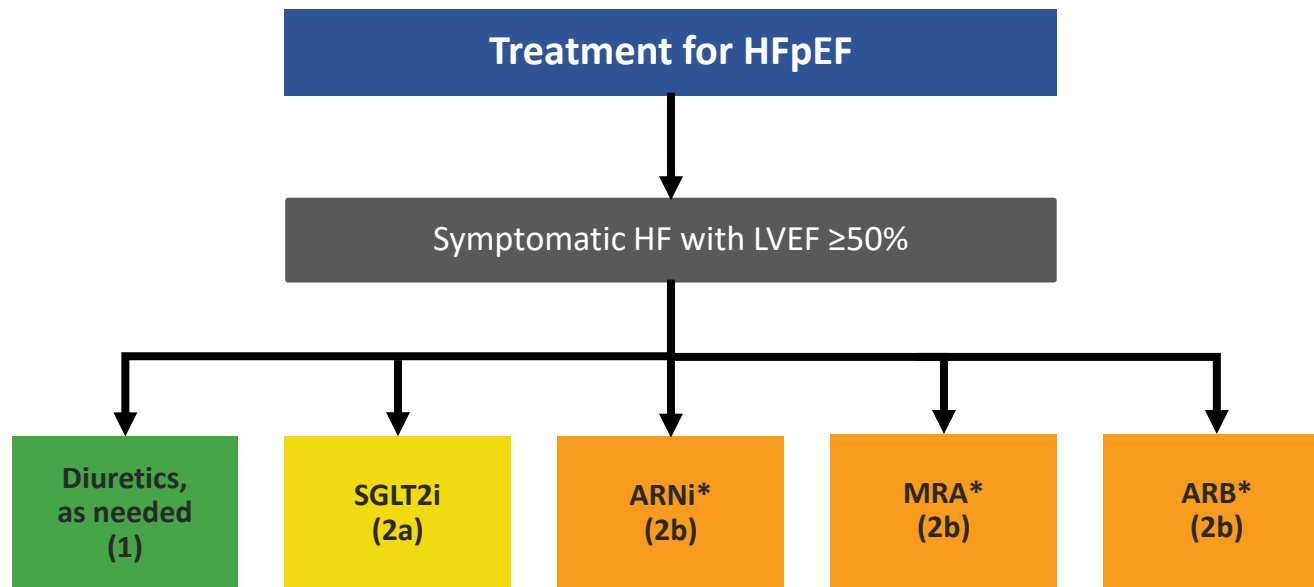 Treatment for HFpEF
Symptomatic HF with LVEF ≥50%
Diuretics,
as needed
(1)
SGLT2i
(2a)
ARNi*
(2b)
MRA*
(2b)
ARB*
(2b)